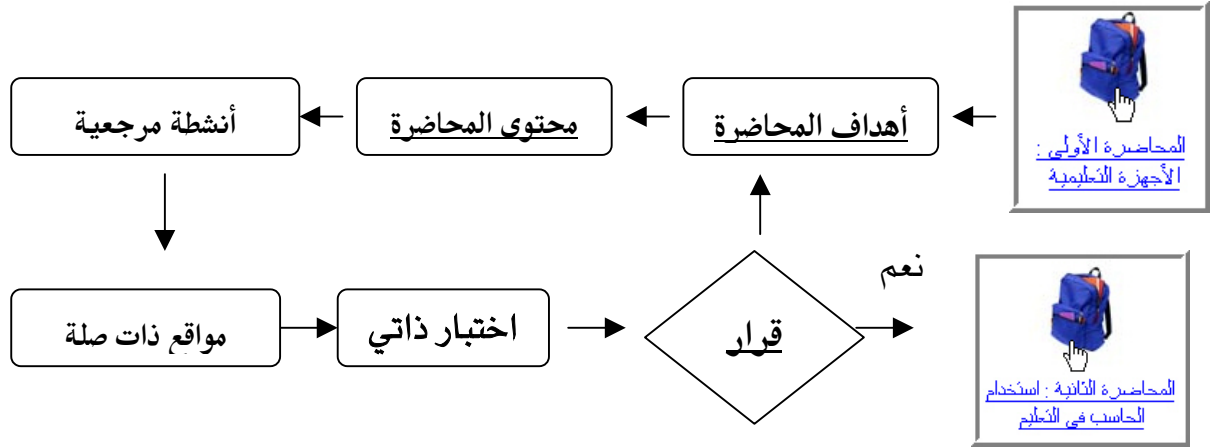 المحاضرة الأولى :
الأجهزة التعليمية
أهداف المحاضرة
محتوى المحاضرة
أنشطة مرجعية
مواقع ذات صلة
اختبار ذاتي
قرار
نعم
المحاضرة الثانية : استخدام
الحاسب في التعليم